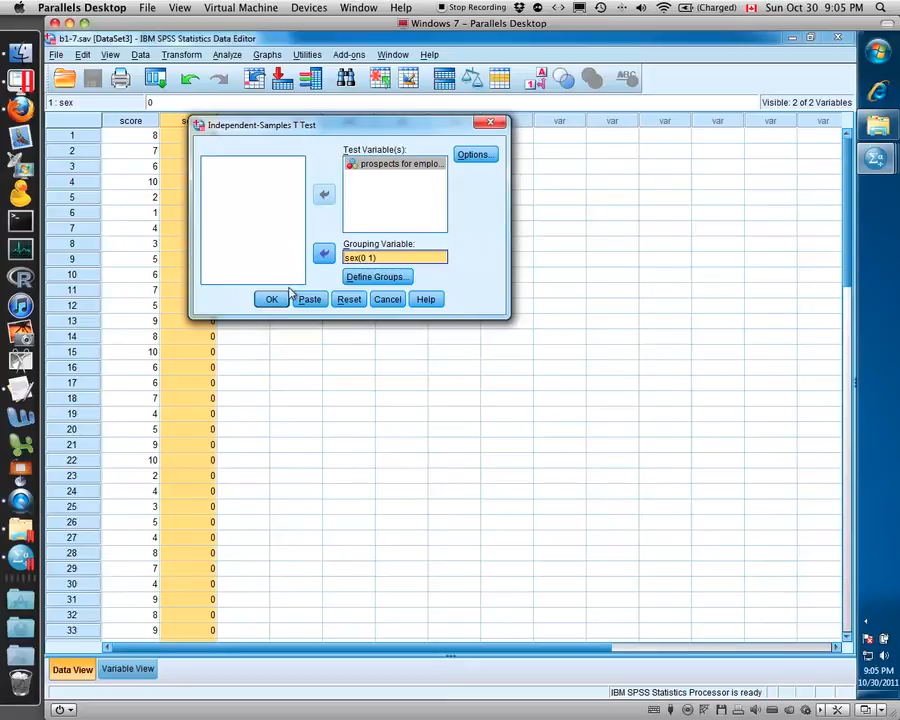 Parallels Desktop File View Virtual Machine Devices Window Help Stop Recording (Charged) Sun Oct 30 9:05 PM
Windows 7 - Parallels Desktop
b1-7.sav [DataSet3] - IBM SPSS Statistics Data Editor
File Edit View Data Transform Analyze Graphs Utilities Add-ons Window Help
1 : sex 0 Visible: 2 of 2 Variables
score var var var var var var
Independent-Samples T Test
Test Variable(s):
prospects for emplo...
Options...
Grouping Variable:
sex(0 1)
Define Groups...
OK Paste Reset Cancel Help
1 8
2 7
3 6
4 10
5 2
6 1
7 4
8 3
9 5
10 6
11 7
12 5
13 9 0
14 8 0
15 10 0
16 6 0
17 6 0
18 7 0
19 4 0
20 5 0
21 9 0
22 10 0
23 2 0
24 4 0
25 3 0
26 5 0
27 4 0
28 8 0
29 7 0
30 4 0
31 9 0
32 8 0
33 9 0
Data View Variable View
IBM SPSS Statistics Processor is ready
9:05 PM
10/30/2011